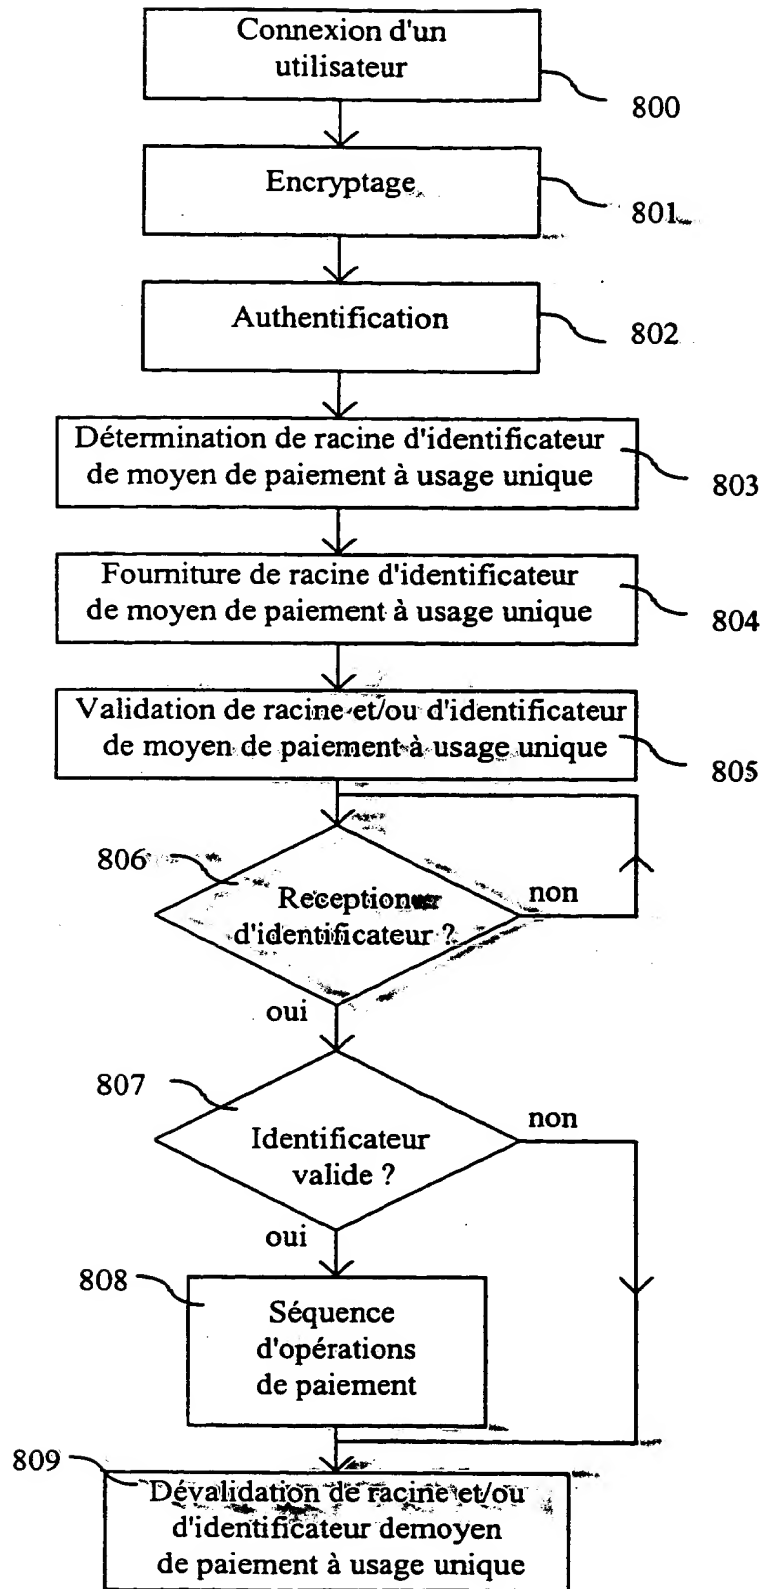 Connexion d'un
utilisateur
800
Encryptage
801
Authentification
802
Détermination de racine d'identificateur
de moyen de paiement à usage unique
803
Fourniture de racine d'identificateur
de moyen de paiement à usage unique
804
Validation de racine et/ou d'identificateur
de moyen de paiement à usage unique
805
806
Receptioner
d'identificateur ?
non
oui
807
Identificateur
valide ?
non
oui
808
Séquence
d'opérations
de paiement
809
Dévalidation de racine et/ou
d'identificateur demoyen
de paiement à usage unique